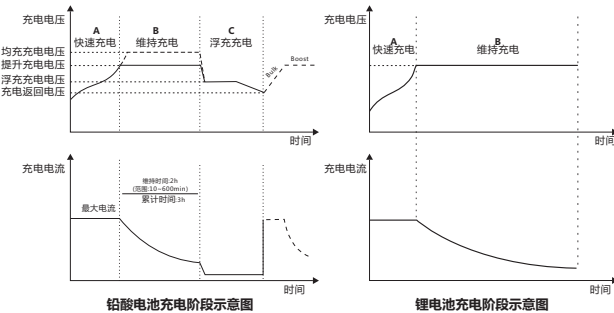 充电电压
A
快速充电
B
维持充电
C
浮充充电
均充充电电压
提升充电电压
浮充充电电压
充电返回电压
Bulk
Boost
时间
充电电流
维持时间:2h
(范围:10~600min)
累计时间:3h
最大电流
时间
铅酸电池充电阶段示意图
充电电压
A
快速充电
B
维持充电
时间
充电电流
时间
锂电池充电阶段示意图